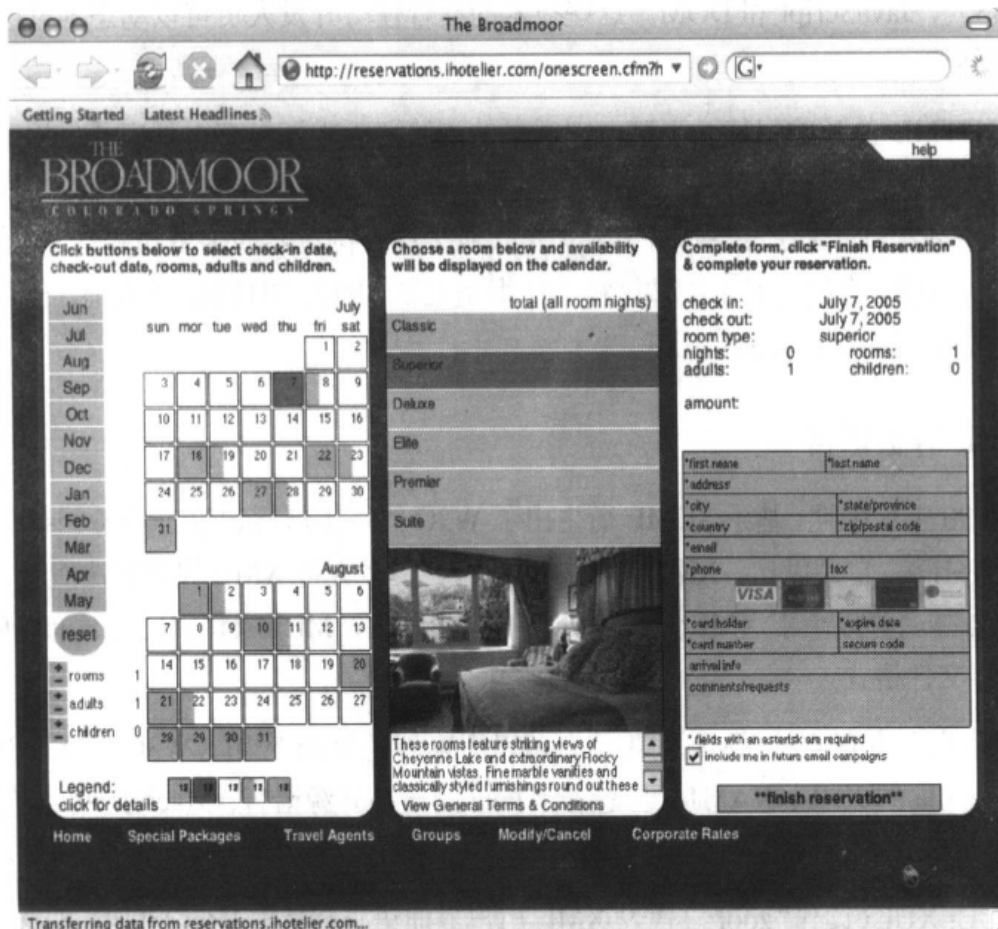 The Broadmoor
http://reservations.ihotelier.com/onescreen.cfm?h
G
Getting Started Latest Headlines
THE
BROADMOOR
COLORADO SPRINGS
help
Click buttons below to select check-in date,
check-out date, rooms, adults and children.
Jun
Jul
Aug
Sep
Oct
Nov
Dec
Jan
Feb
Mar
Apr
May
reset
+ - rooms 1
+ - adults 1
+ - children 0
July
sun mor tue wed thu fri sat
1 2
3 4 5 6 7 8 9
10 11 12 13 14 15 16
17 18 19 20 21 22 23
24 25 26 27 28 29 30
31
August
1 2 3 4 5 6
7 8 9 10 11 12 13
14 15 16 17 18 19 20
21 22 23 24 25 26 27
28 29 30 31
Legend:
click for details
Choose a room below and availability
will be displayed on the calendar.
total (all room nights)
Classic
Superior
Deluxe
Elite
Premier
Suite
These rooms feature striking views of
Cheyenne Lake and extraordinary Rocky
Mountain vistas. Fine marble vanities and
classically styled furnishings round out these
View General Terms & Conditions
Complete form, click "Finish Reservation"
& complete your reservation.
check in: July 7, 2005
check out: July 7, 2005
room type: superior
nights: 0 rooms: 1
adults: 1 children: 0
amount:
*first name *last name
*address
*city *state/province
*country *zip/postal code
*email
*phone fax
VISA
*card holder *expire date
*card number secure code
arrival info
comments/requests
* fields with an asterisk are required
include me in future email campaigns
**finish reservation**
Home Special Packages Travel Agents Groups Modify/Cancel Corporate Rates
Transferring data from reservations.ihotelier.com...